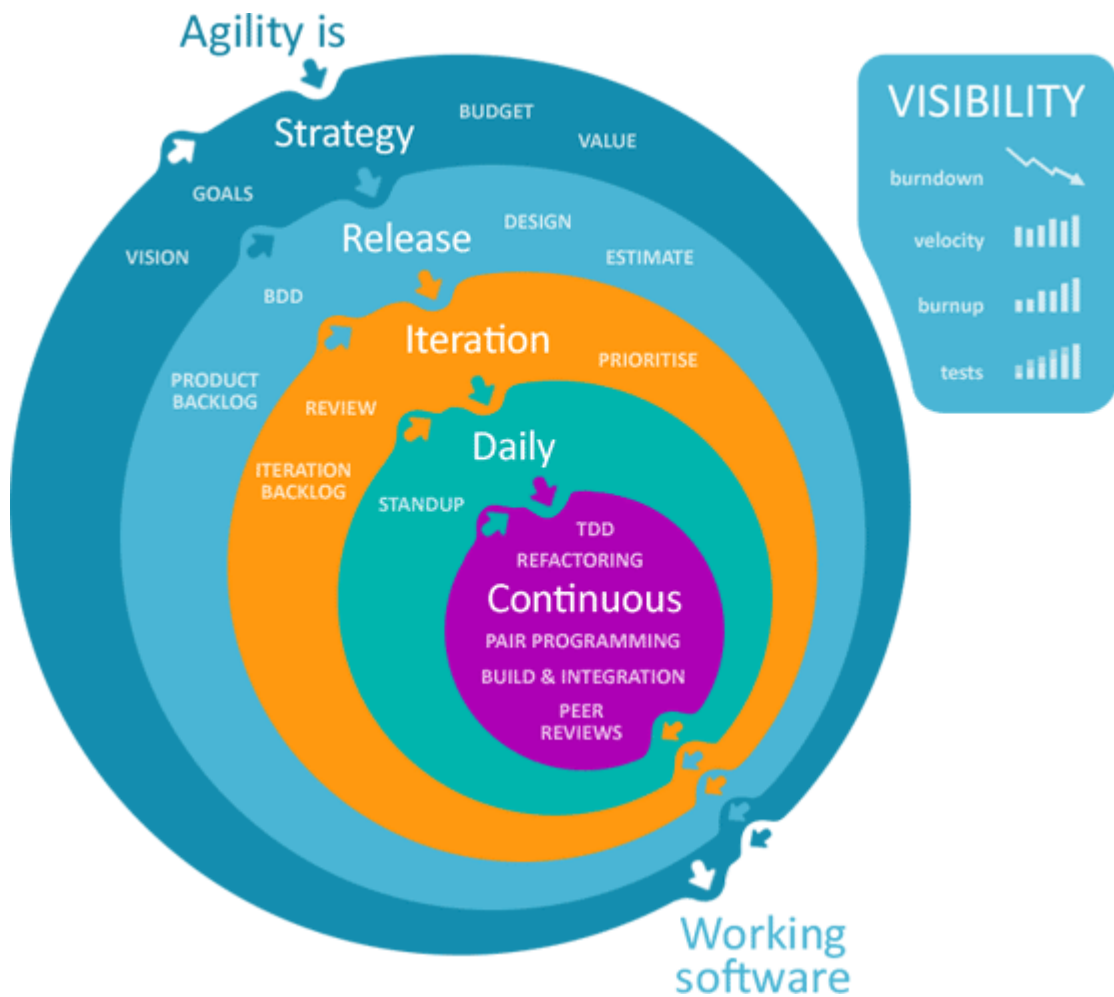 Agility is
Strategy
BUDGET
VALUE
GOALS
VISION
Release
DESIGN
ESTIMATE
BDD
PRODUCT
BACKLOG
Iteration
PRIORITISE
REVIEW
ITERATION
BACKLOG
Daily
STANDUP
TDD
REFACTORING
Continuous
PAIR PROGRAMMING
BUILD & INTEGRATION
PEER
REVIEWS
Working
software
VISIBILITY
burndown
velocity
burnup
tests